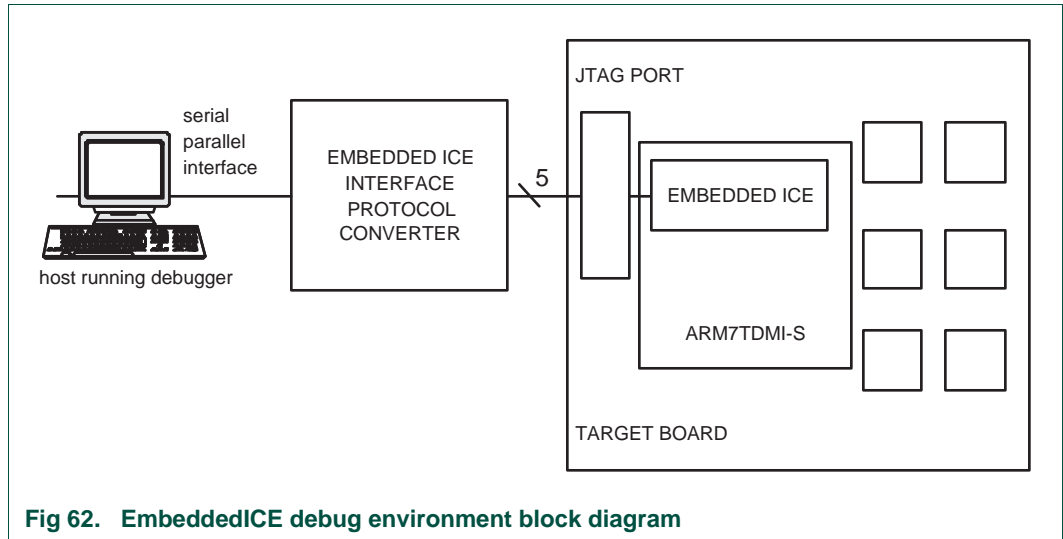 JTAG PORT
serial
parallel
interface
EMBEDDED ICE
INTERFACE
PROTOCOL
CONVERTER
5
EMBEDDED ICE
host running debugger
ARM7TDMI-S
TARGET BOARD
Fig 62. EmbeddedICE debug environment block diagram